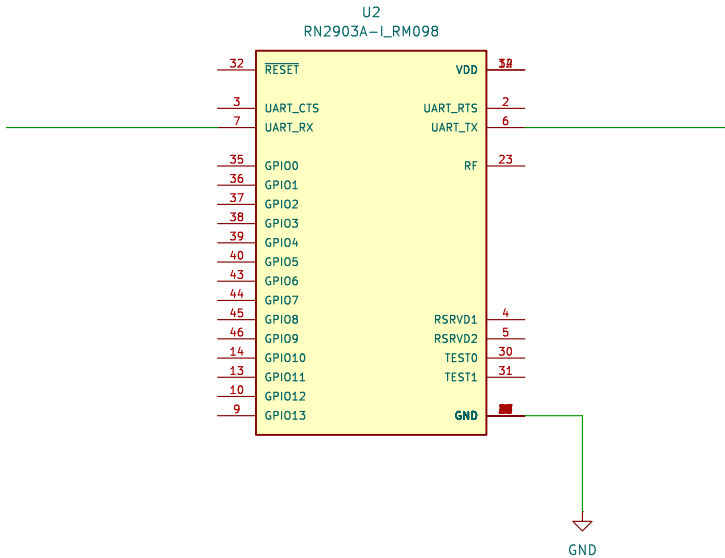 U2
RN2903A-I_RM098
32 RESET VDD
3 UART_CTS UART_RTS 2
7 UART_RX UART_TX 6
35 GPIO0 RF 23
36 GPIO1
37 GPIO2
38 GPIO3
39 GPIO4
40 GPIO5
43 GPIO6
44 GPIO7
45 GPIO8 RSRVD1 4
46 GPIO9 RSRVD2 5
14 GPIO10 TEST0 30
13 GPIO11 TEST1 31
10 GPIO12
9 GPIO13 GND
GND